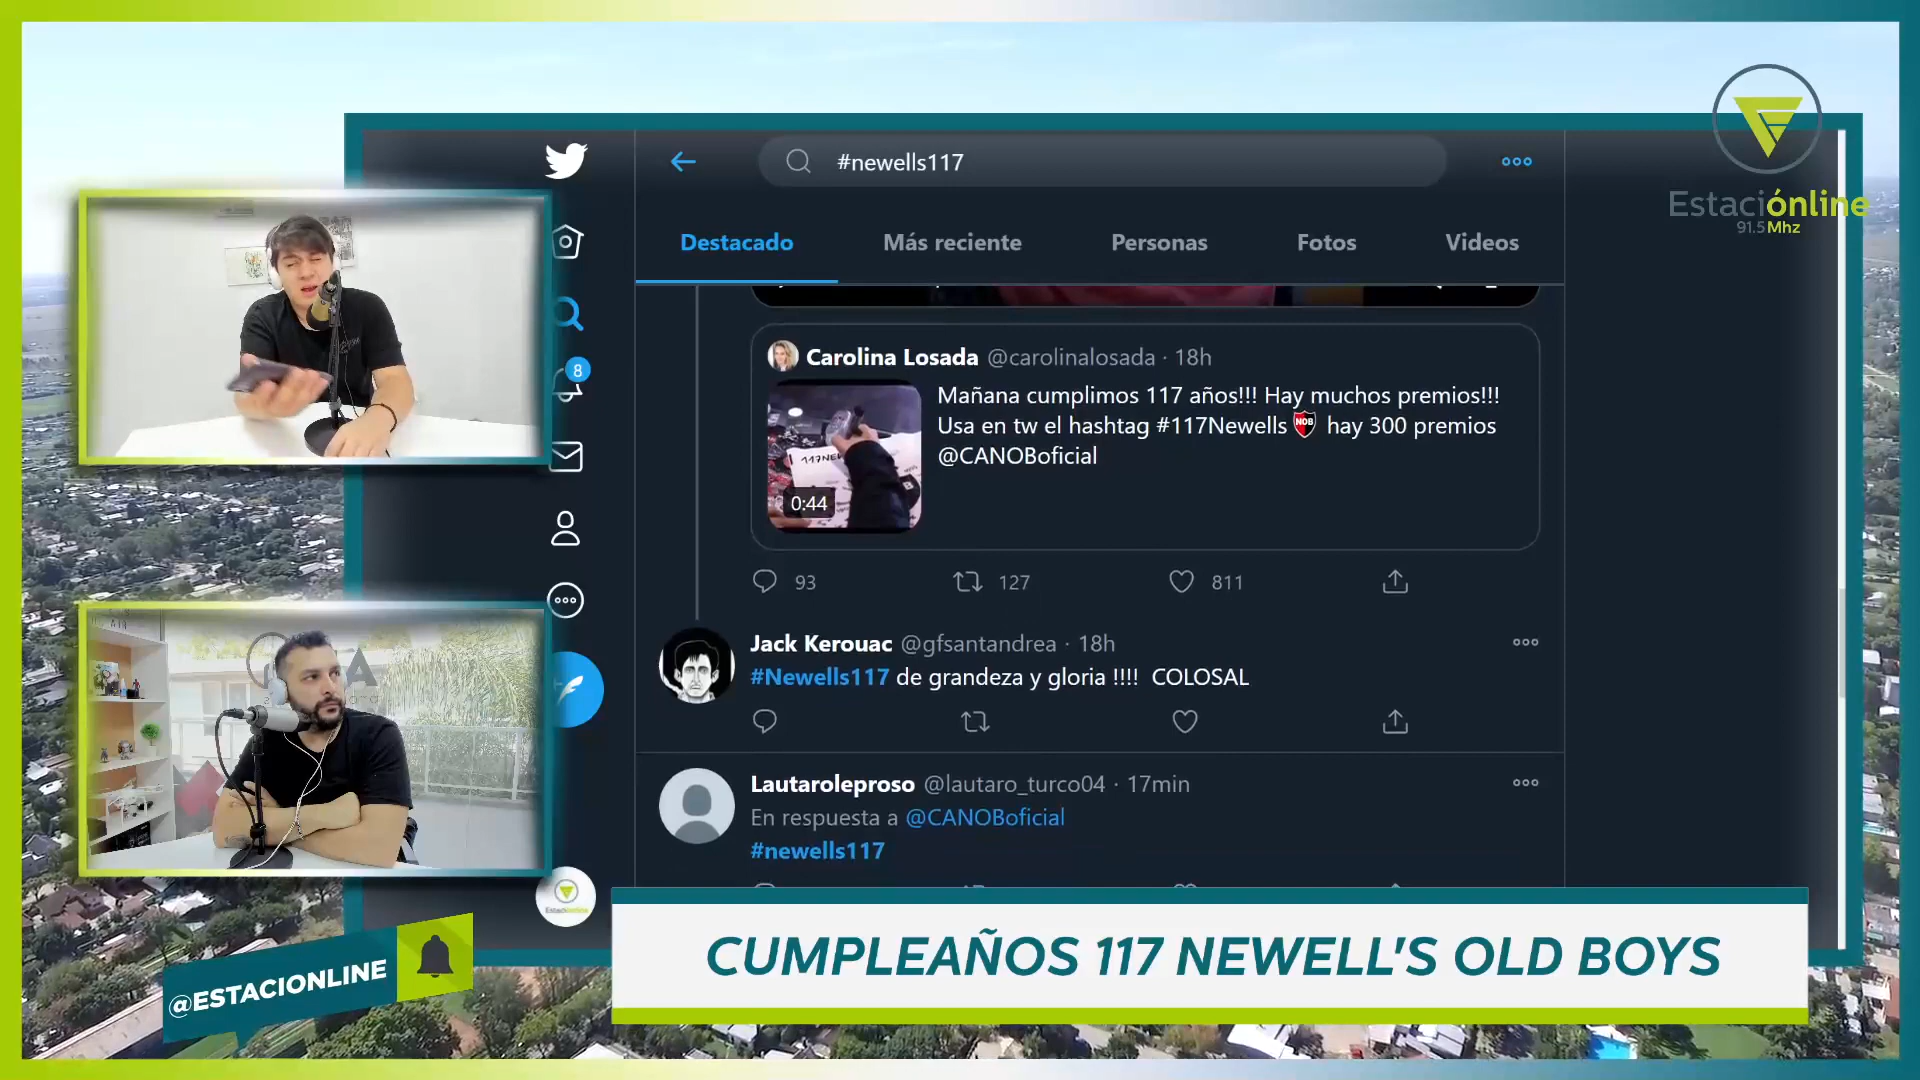 #newells117
Destacado
Más reciente
Personas
Fotos
Videos
Estaciónline
91.5 Mhz
8
Carolina Losada @carolinalosada · 18h
Mañana cumplimos 117 años!!! Hay muchos premios!!!
Usa en tw el hashtag #117Newells NOB hay 300 premios
@CANOBoficial
0:44
93
127
811
Jack Kerouac @gfsantandrea · 18h
#Newells117 de grandeza y gloria !!!! COLOSAL
Lautaroleproso @lautaro_turco04 · 17min
En respuesta a @CANOBoficial
#newells117
CUMPLEAÑOS 117 NEWELL'S OLD BOYS
@ESTACIONLINE